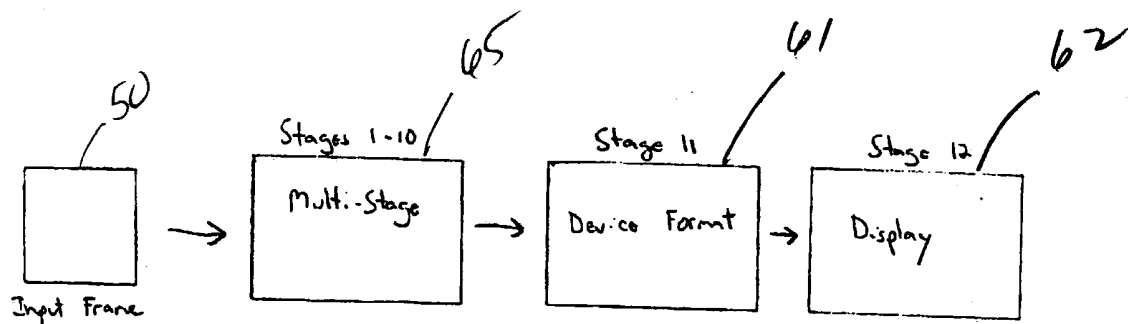 50
65
61
62
Stages 1-10
Stage 11
Stage 12
Multi-Stage
Device Format
Display
Input Frame